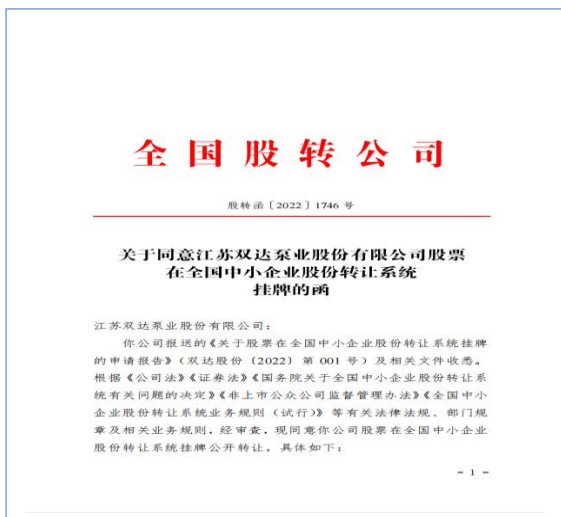 全国股转公司
股转函〔2022〕1746 号
关于同意江苏双达泵业股份有限公司股票
在全国中小企业股份转让系统
挂牌的函
江苏双达泵业股份有限公司：
你公司报送的《关于股票在全国中小企业股份转让系统挂牌
的申请报告》（双达股份〔2022〕第 001 号）及相关文件收悉。
根据《公司法》《证券法》《国务院关于全国中小企业股份转让系
统有关问题的决定》《非上市公众公司监督管理办法》《全国中小
企业股份转让系统业务规则（试行）》等有关法律法规、部门规
章及相关业务规则，经审查，现同意你公司股票在全国中小企业
股份转让系统挂牌公开转让，具体如下：
- 1 -